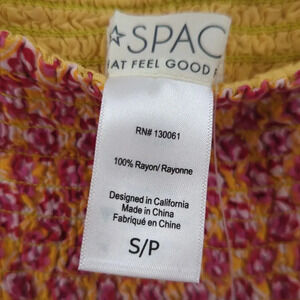 ☆SPAC
AT FEEL GOOD
RN# 130061
100% Rayon/ Rayonne
Designed in California
Made in China
Fabriqué en Chine
S/P